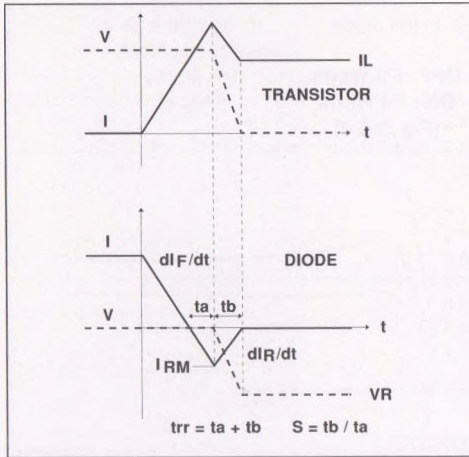 V
IL
TRANSISTOR
I
t
I
dIF/dt
DIODE
ta tb
V
t
IRM
dIR/dt
VR
trr = ta + tb S = tb / ta